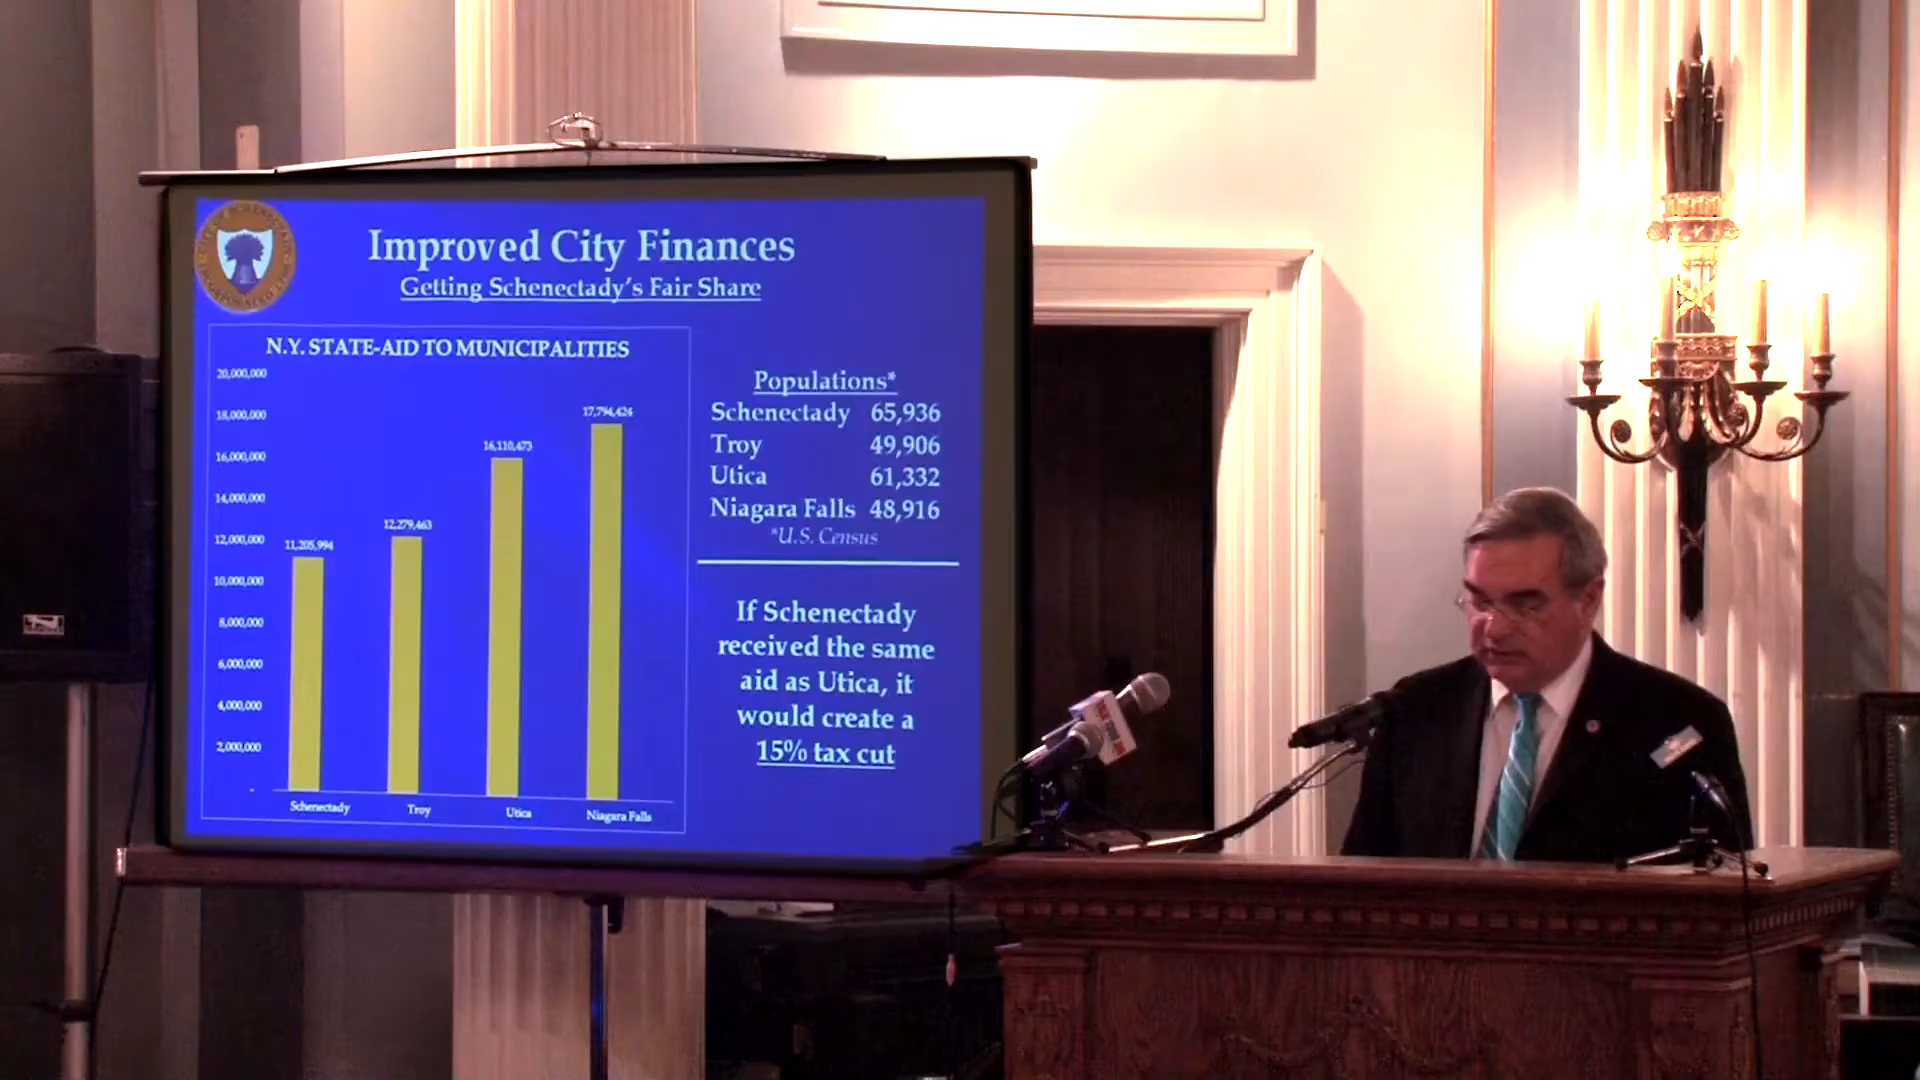 Improved City Finances
Getting Schenectady's Fair Share
N.Y. STATE-AID TO MUNICIPALITIES
20,000,000
18,000,000
16,000,000
14,000,000
12,000,000
10,000,000
8,000,000
6,000,000
4,000,000
2,000,000
-
11,205,994
12,279,463
16,110,473
17,794,424
Schenectady
Troy
Utica
Niagara Falls
Populations*
Schenectady 65,936
Troy 49,906
Utica 61,332
Niagara Falls 48,916
*U.S. Census
If Schenectady
received the same
aid as Utica, it
would create a
15% tax cut